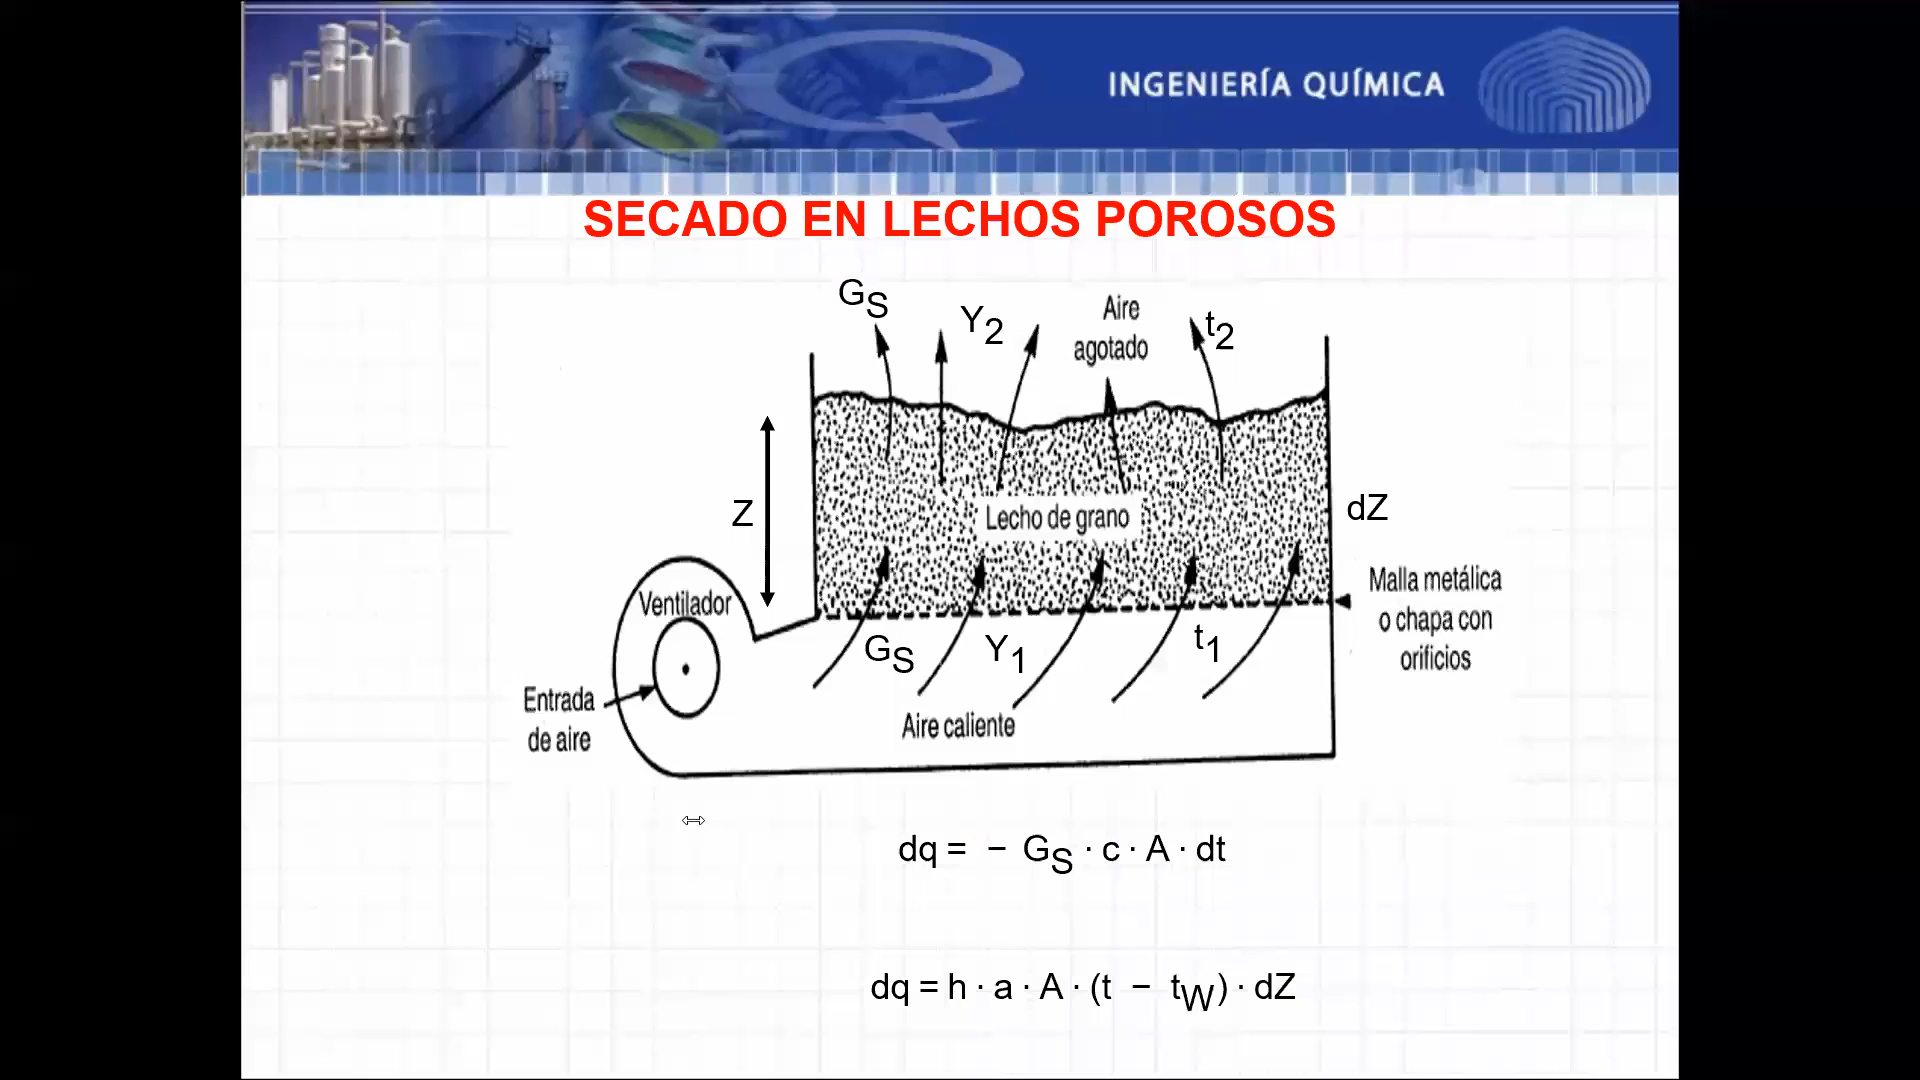 INGENIERÍA QUÍMICA
SECADO EN LECHOS POROSOS
GS
Y2
Aire
agotado
t2
Z
Lecho de grano
dZ
Malla metálica
o chapa con
orificios
Ventilador
GS
Y1
t1
Entrada
de aire
Aire caliente
dq = − GS · c · A · dt
dq = h · a · A · (t − tW) · dZ